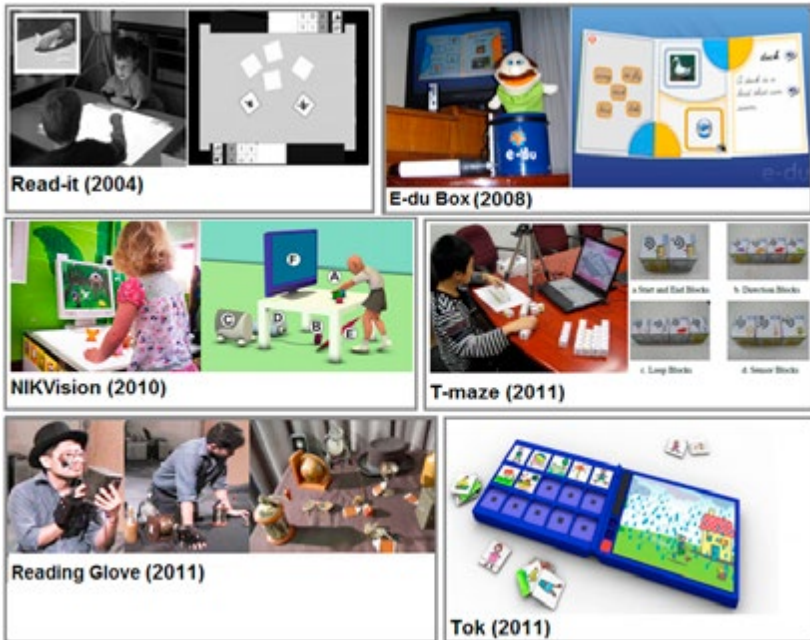 Read-it (2004)
e-du
duck
A duck is a
bird that can
swim.
e-du
E-du Box (2008)
F
A
C
D
B
E
NIKVision (2010)
a Start and End Blocks
b. Direction Blocks
c. Loop Blocks
d. Sensor Blocks
T-maze (2011)
Reading Glove (2011)
Tok (2011)